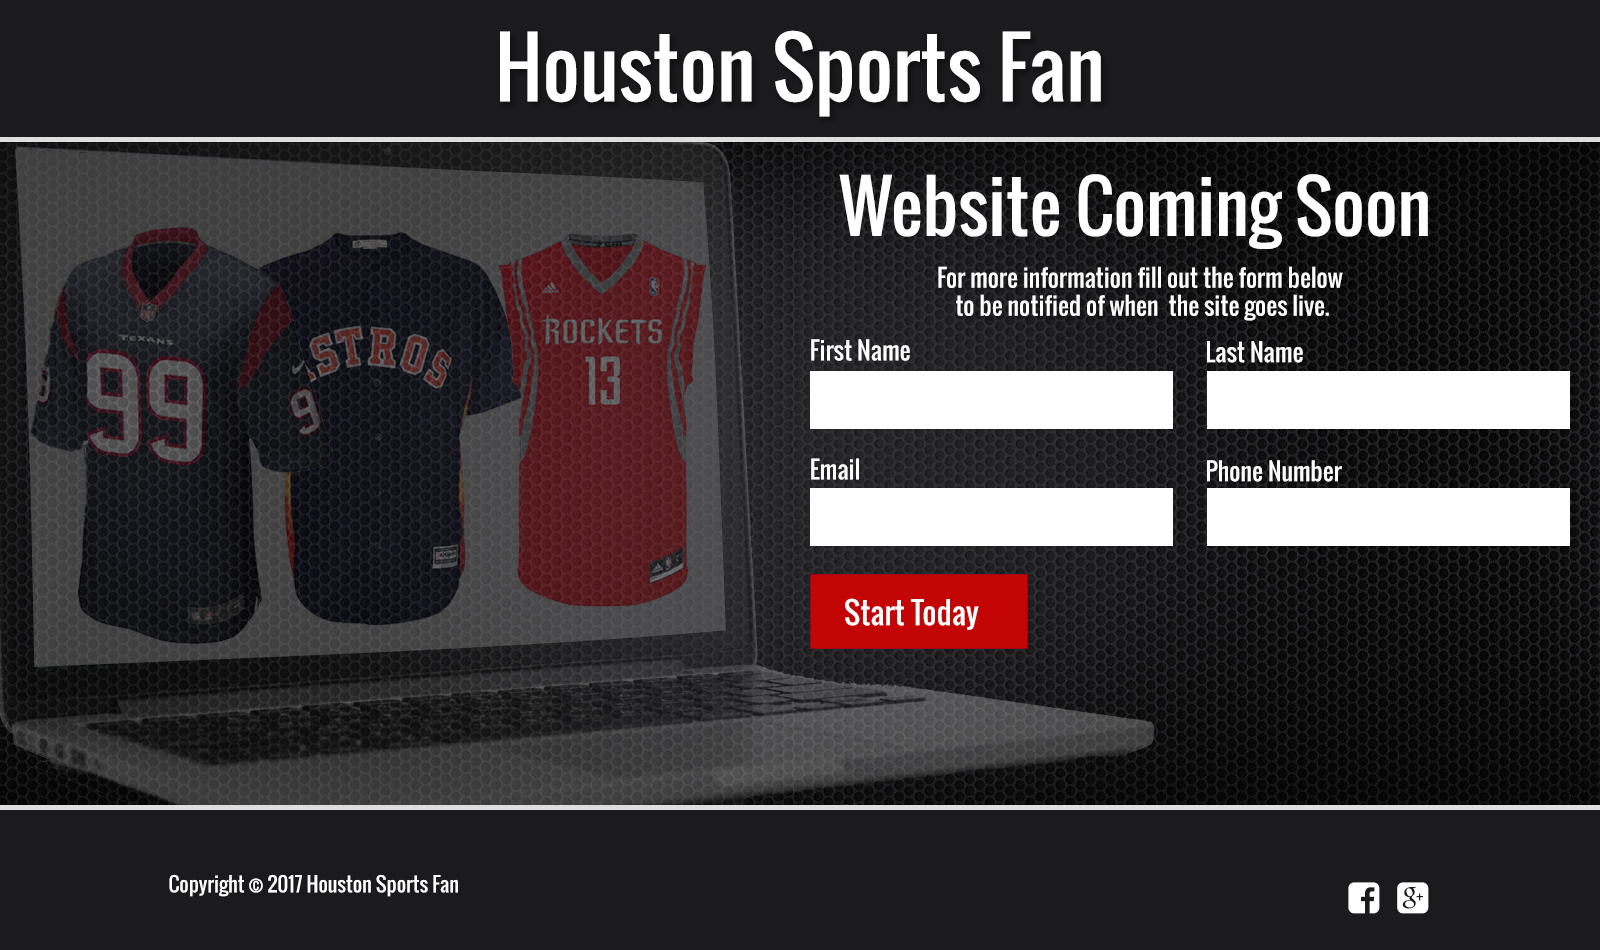 Houston Sports Fan
Website Coming Soon
For more information fill out the form below
to be notified of when the site goes live.
First Name
Last Name
Email
Phone Number
Start Today
TEXANS
99
9
STROS
9
ROCKETS
13
Copyright © 2017 Houston Sports Fan
f
g+